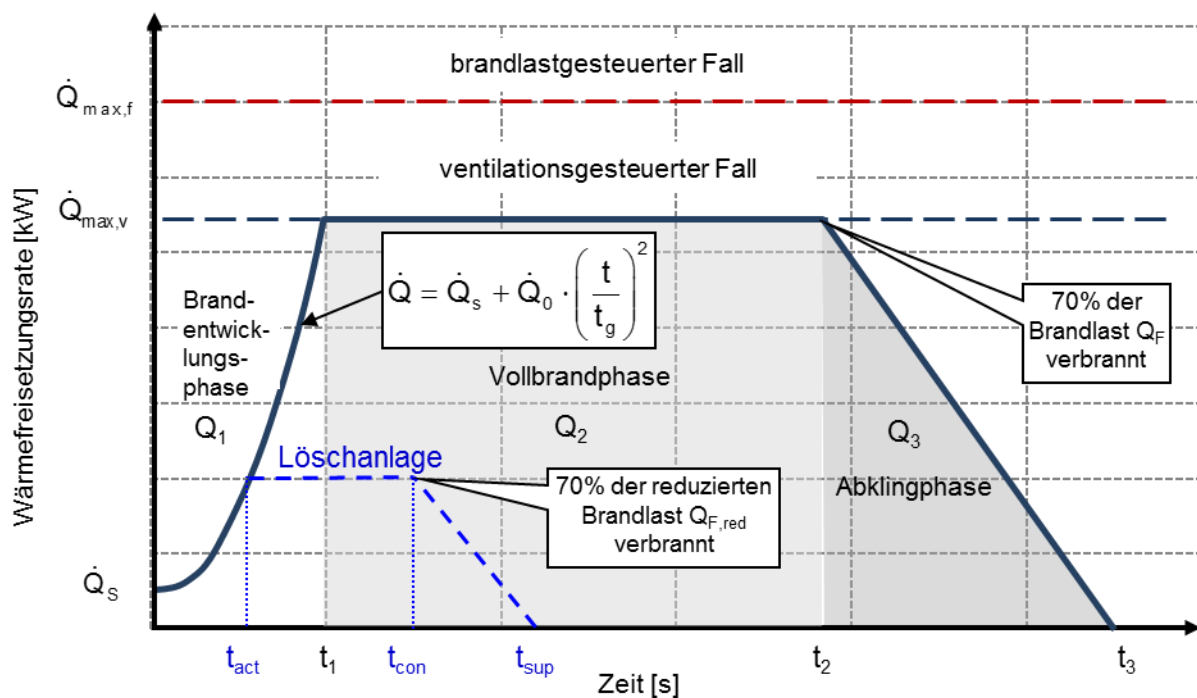 brandlastgesteuerter Fall
Q̇ max,f
ventilationsgesteuerter Fall
Q̇max,v
Q̇ = Q̇s + Q̇0 · (t / tg)²
70% der
Brandlast QF
verbrannt
Brand-
entwick-
lungs-
phase
Vollbrandphase
Q1
Q2
Q3
Löschanlage
70% der reduzierten
Brandlast QF,red
verbrannt
Abklingphase
Q̇S
tact
t1
tcon
tsup
t2
t3
Zeit [s]
Wärmefreisetzungsrate [kW]